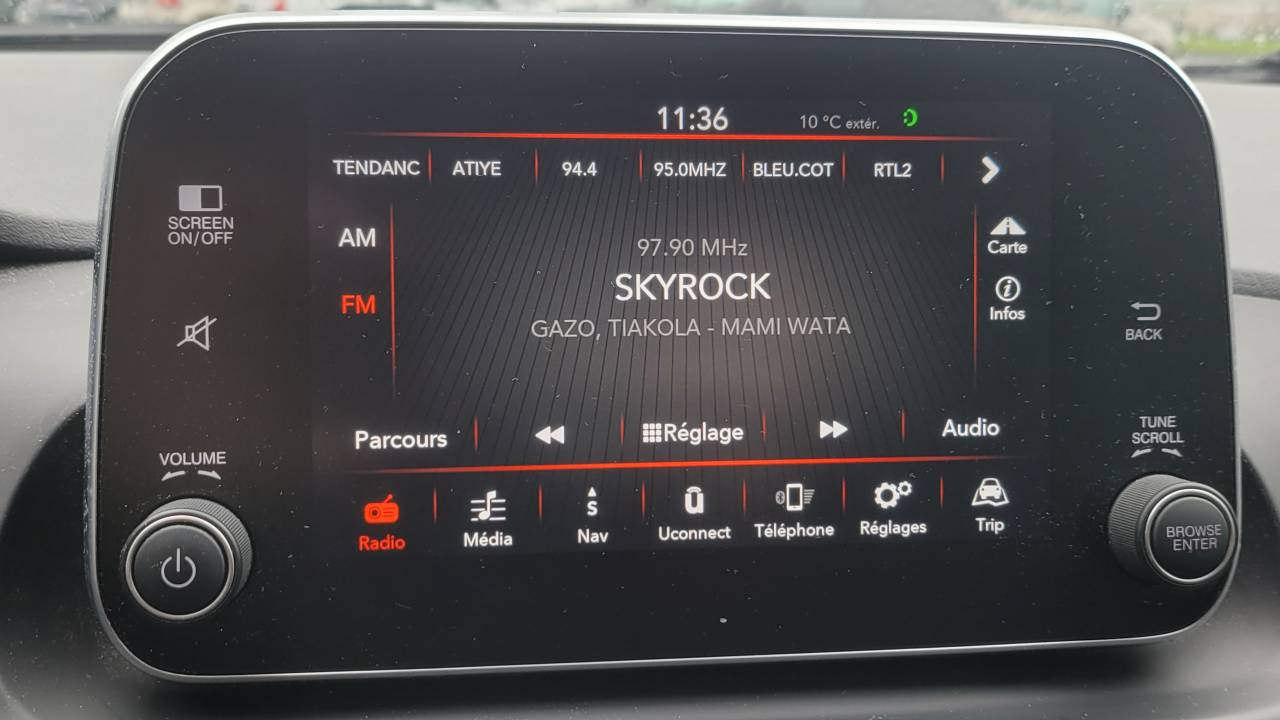 11:36
10 °C extér.
TENDANC
ATIYE
94.4
95.0MHZ
BLEU.COT
RTL2
SCREEN
ON/OFF
AM
FM
97.90 MHz
SKYROCK
GAZO, TIAKOLA - MAMI WATA
Carte
Infos
BACK
Parcours
Réglage
Audio
VOLUME
TUNE
SCROLL
Radio
Média
S
Nav
Uconnect
Téléphone
Réglages
Trip
BROWSE
ENTER